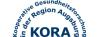 Kooperative Gesundheitsforschung
in der Region Augsburg
KORA